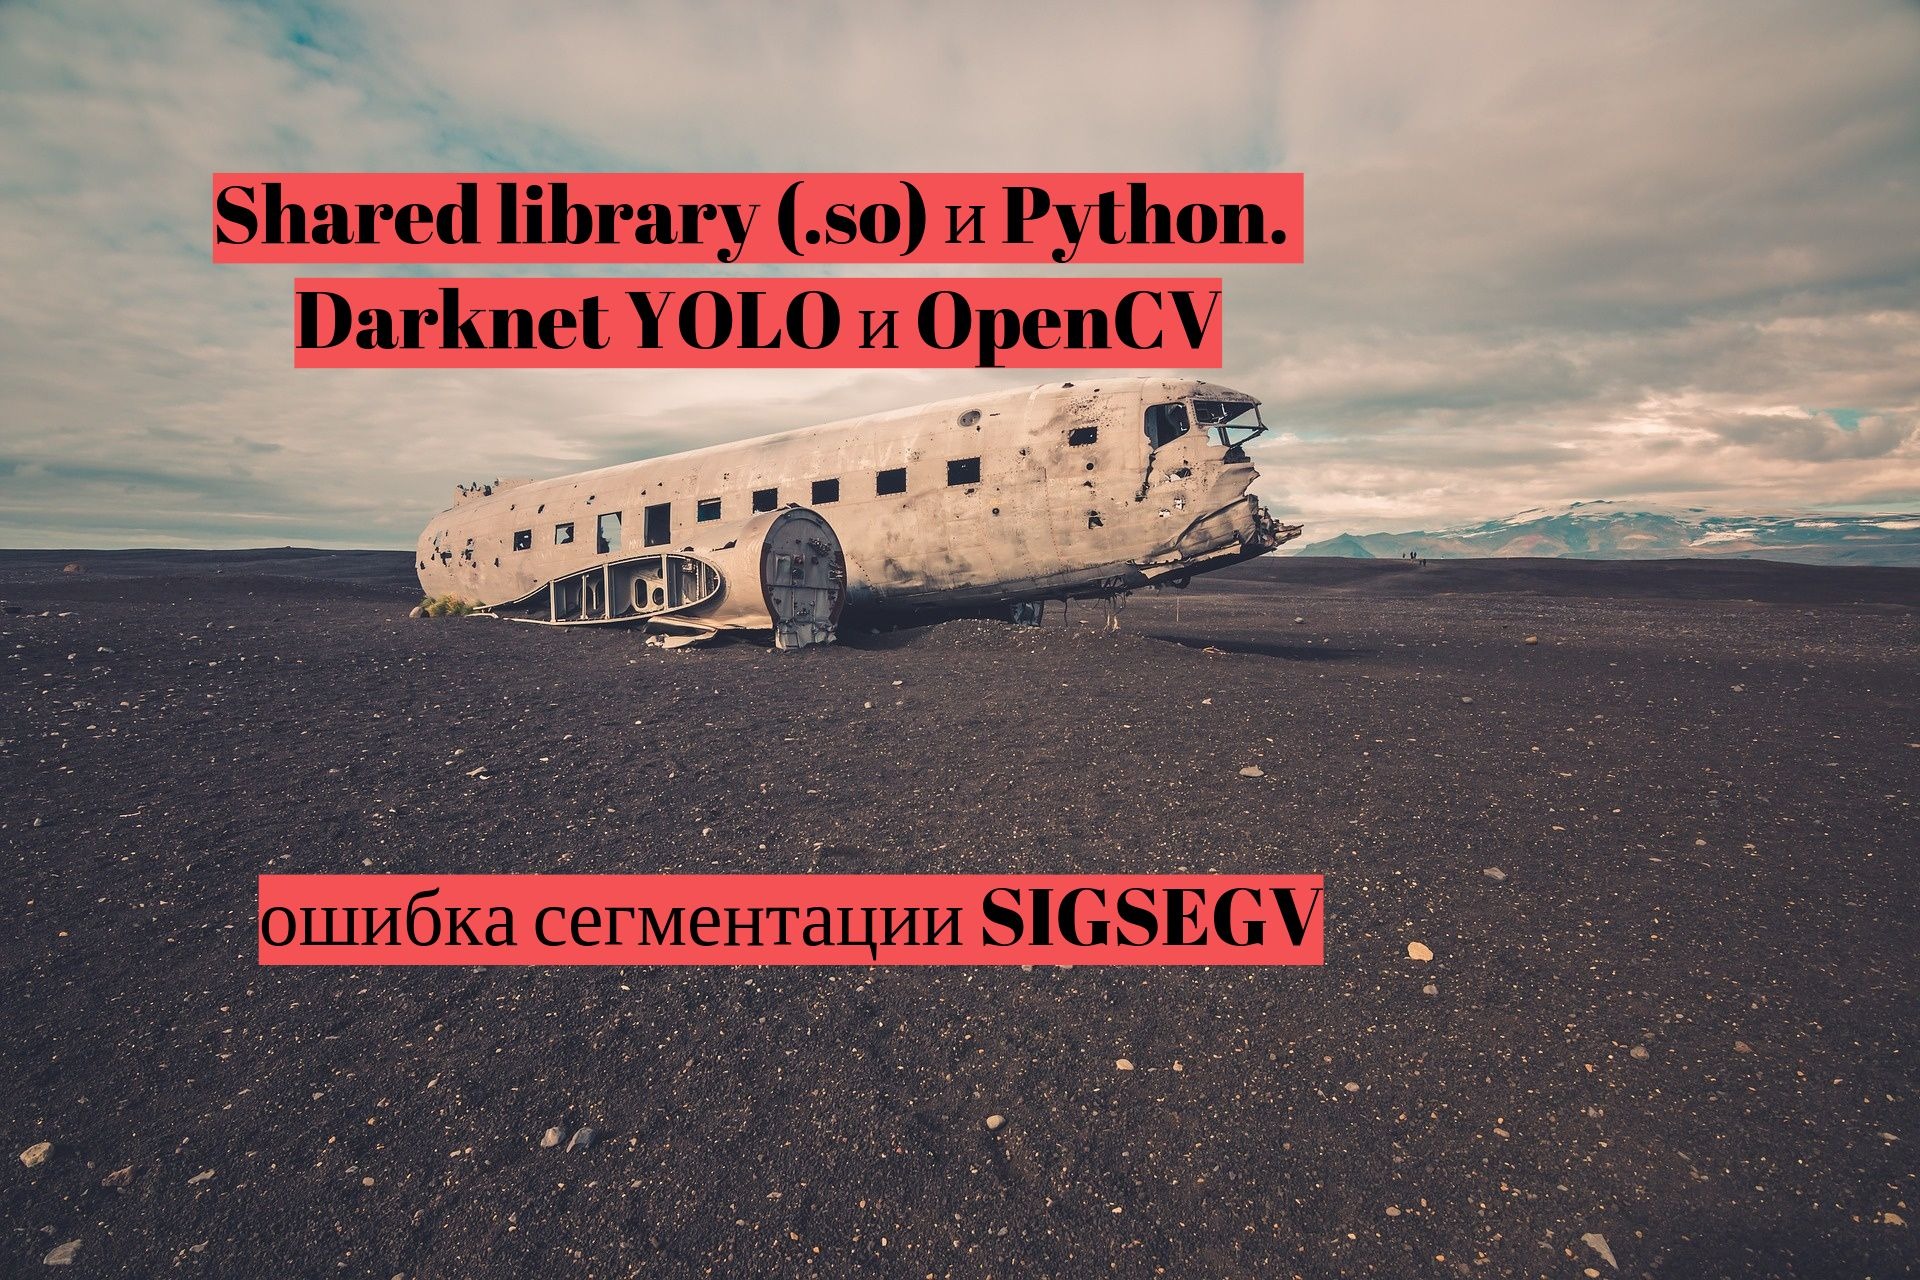 Shared library (.so) и Python.
Darknet YOLO и OpenCV
ошибка сегментации SIGSEGV